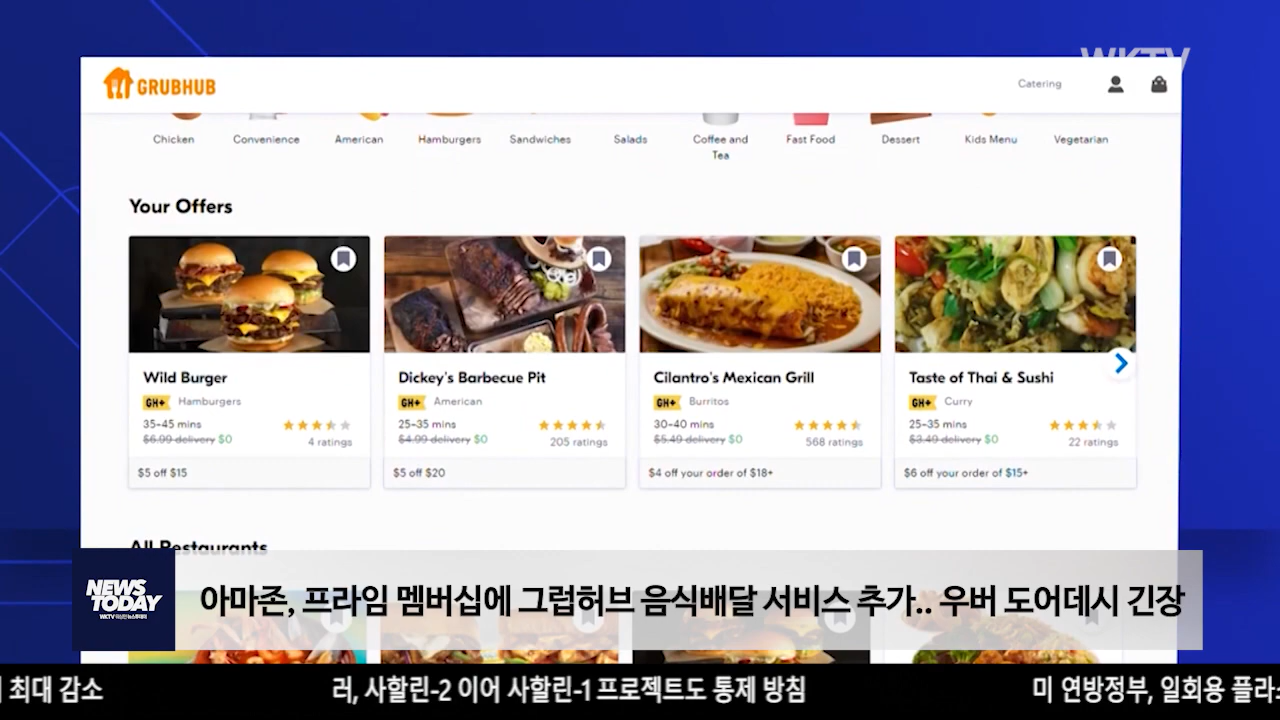 WKTV
GRUBHUB
Catering
Chicken
Convenience
American
Hamburgers
Sandwiches
Salads
Coffee and
Tea
Fast Food
Dessert
Kids Menu
Vegetarian
Your Offers
Wild Burger
GH+ Hamburgers
35-45 mins
$6.99 delivery $0
4 ratings
$5 off $15
Dickey's Barbecue Pit
GH+ American
25-35 mins
$4.99 delivery $0
205 ratings
$5 off $20
Cilantro's Mexican Grill
GH+ Burritos
30-40 mins
$5.49 delivery $0
568 ratings
$4 off your order of $18+
Taste of Thai & Sushi
GH+ Curry
25-35 mins
$3.49 delivery $0
22 ratings
$6 off your order of $15+
All Restaurants
NEWS
TODAY
아마존, 프라임 멤버십에 그럽허브 음식배달 서비스 추가.. 우버 도어데시 긴장
최대 감소
러, 사할린-2 이어 사할린-1 프로젝트도 통제 방침
미 연방정부, 일회용